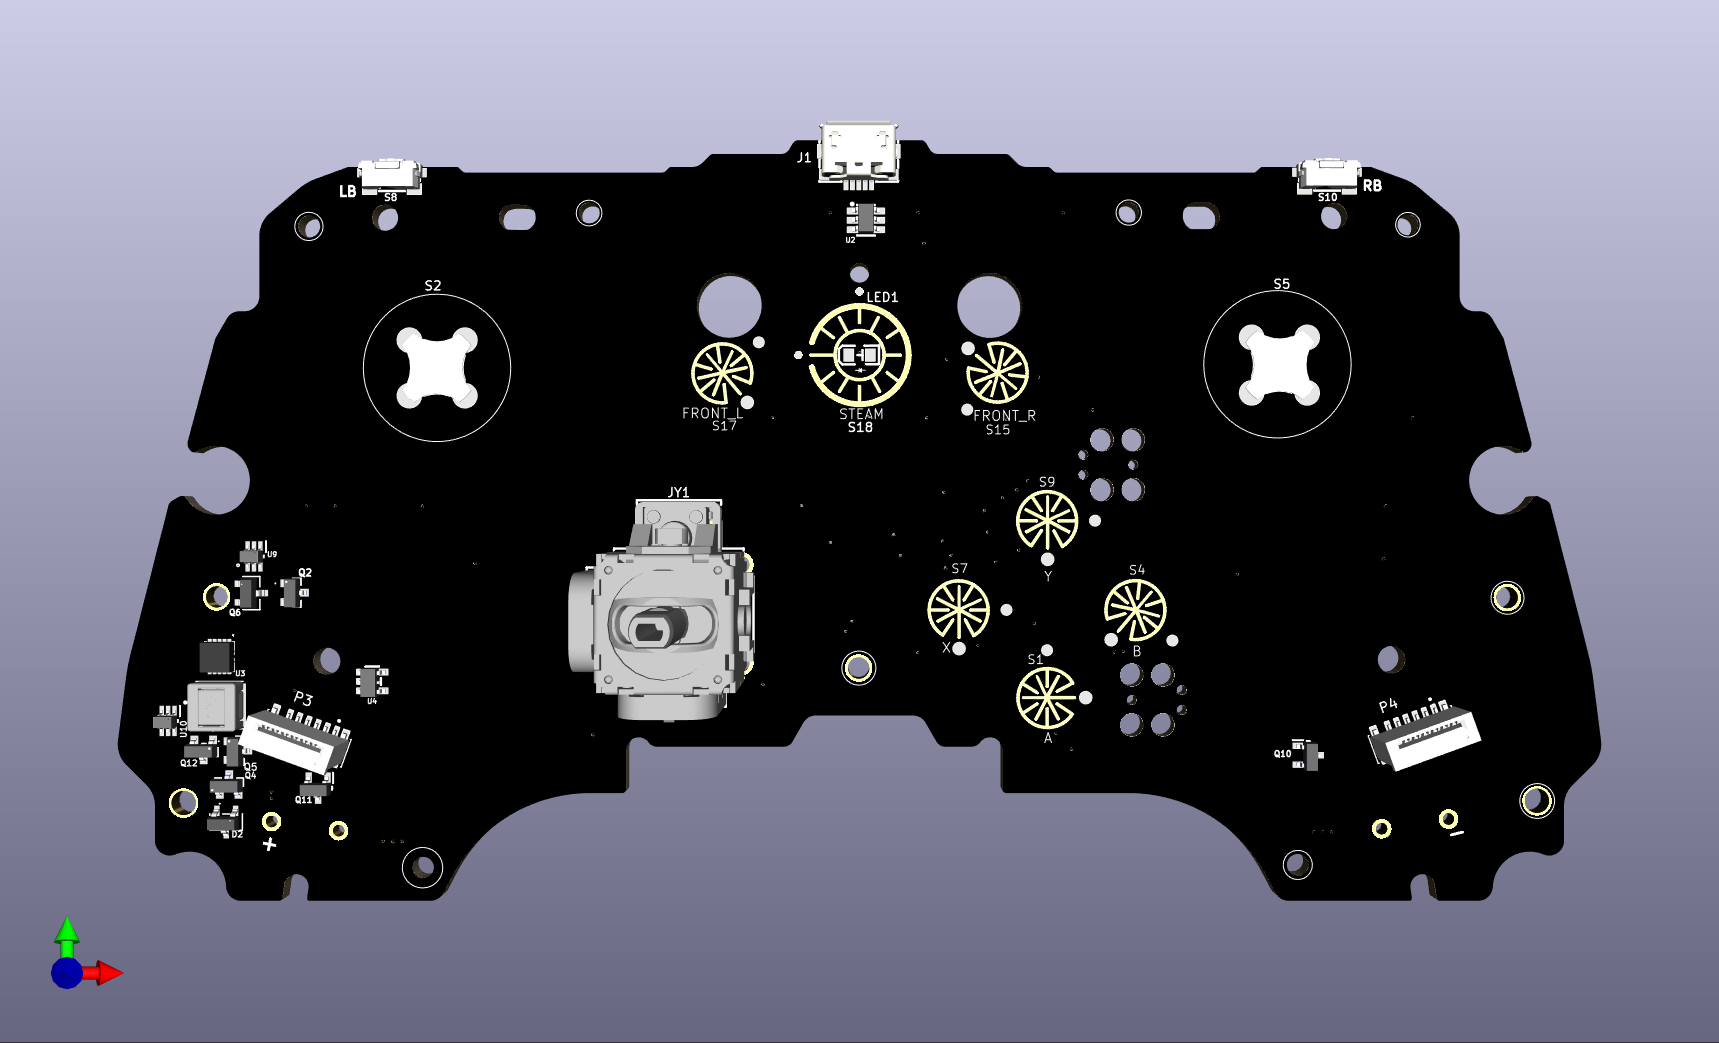 J1
LB
S8
S10
RB
U2
S2
S5
LED1
FRONT_L
S17
STEAM
S18
FRONT_R
S15
JY1
S9
Y
U9
Q2
Q6
S7
S4
X
B
S1
A
U3
U4
P3
P4
U10
Q12
Q5
Q4
Q11
Q10
D2
+
-